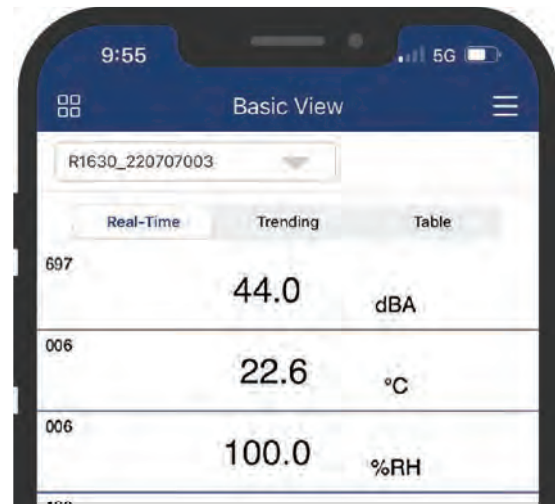 9:55
5G
Basic View
R1630_220707003
Real-Time Trending Table
697
44.0 dBA
006
22.6 °C
006
100.0 %RH